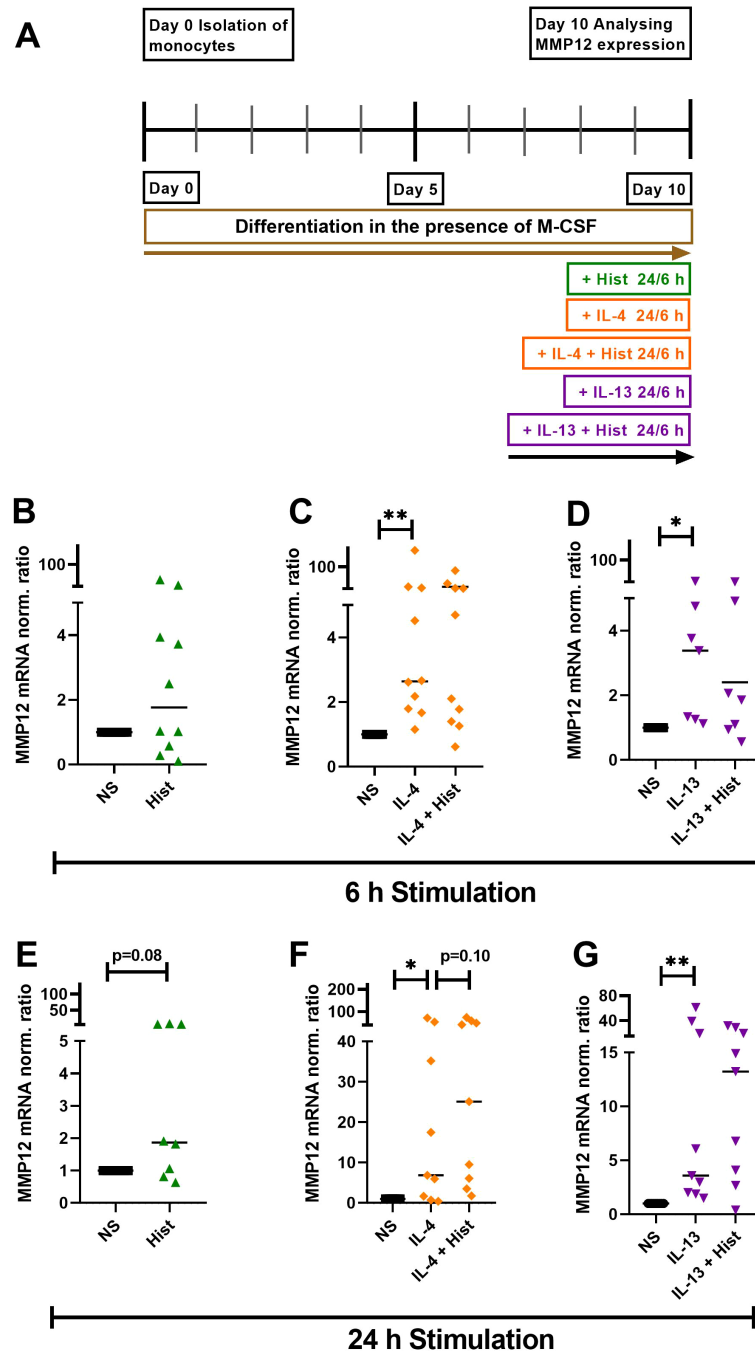 A
Day 0 Isolation of
monocytes
Day 10 Analysing
MMP12 expression
Day 0
Day 5
Day 10
Differentiation in the presence of M-CSF
+ Hist 24/6 h
+ IL-4 24/6 h
+ IL-4 + Hist 24/6 h
+ IL-13 24/6 h
+ IL-13 + Hist 24/6 h
B
MMP12 mRNA norm. ratio
100
4
2
0
NS
Hist
C
**
MMP12 mRNA norm. ratio
100
4
2
0
NS
IL-4
IL-4 + Hist
D
*
MMP12 mRNA norm. ratio
100
4
2
0
NS
IL-13
IL-13 + Hist
6 h Stimulation
E
p=0.08
MMP12 mRNA norm. ratio
100
50
5
4
3
2
1
0
NS
Hist
F
*
p=0.10
MMP12 mRNA norm. ratio
200
100
40
30
20
10
0
NS
IL-4
IL-4 + Hist
G
**
MMP12 mRNA norm. ratio
80
40
15
10
5
0
NS
IL-13
IL-13 + Hist
24 h Stimulation